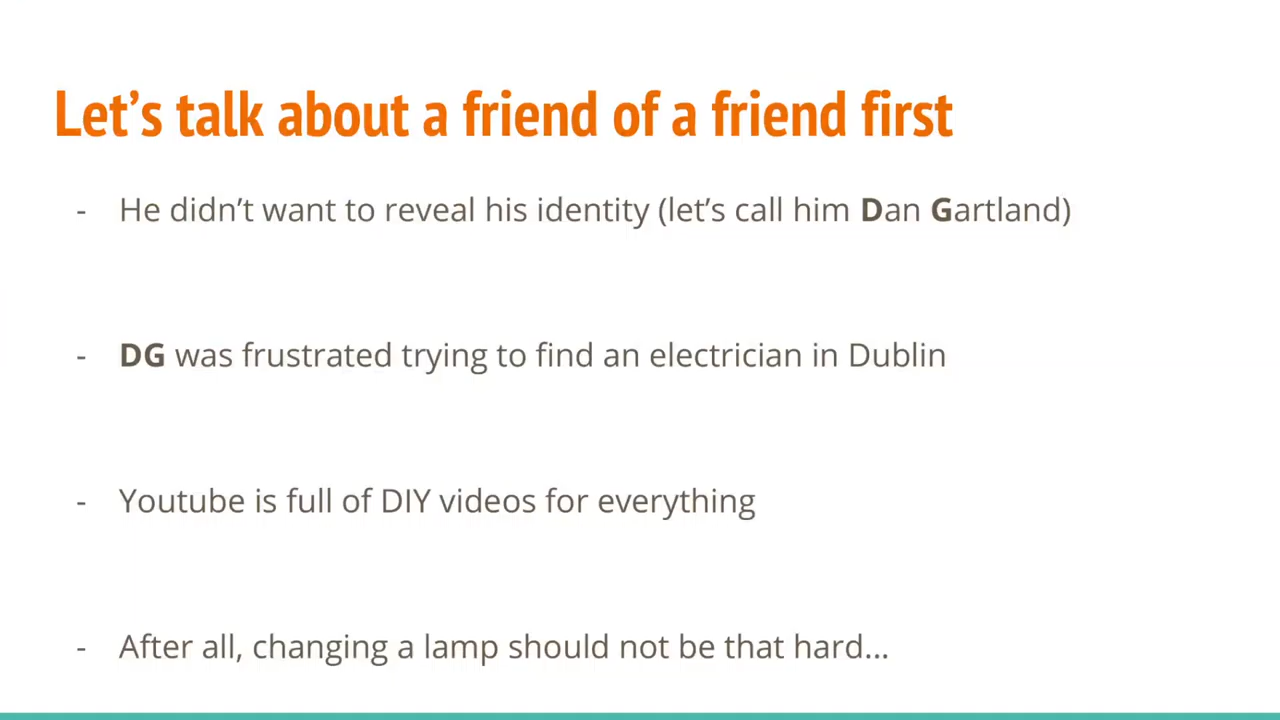 Let’s talk about a friend of a friend first
- He didn’t want to reveal his identity (let’s call him Dan Gartland)
- DG was frustrated trying to find an electrician in Dublin
- Youtube is full of DIY videos for everything
- After all, changing a lamp should not be that hard...